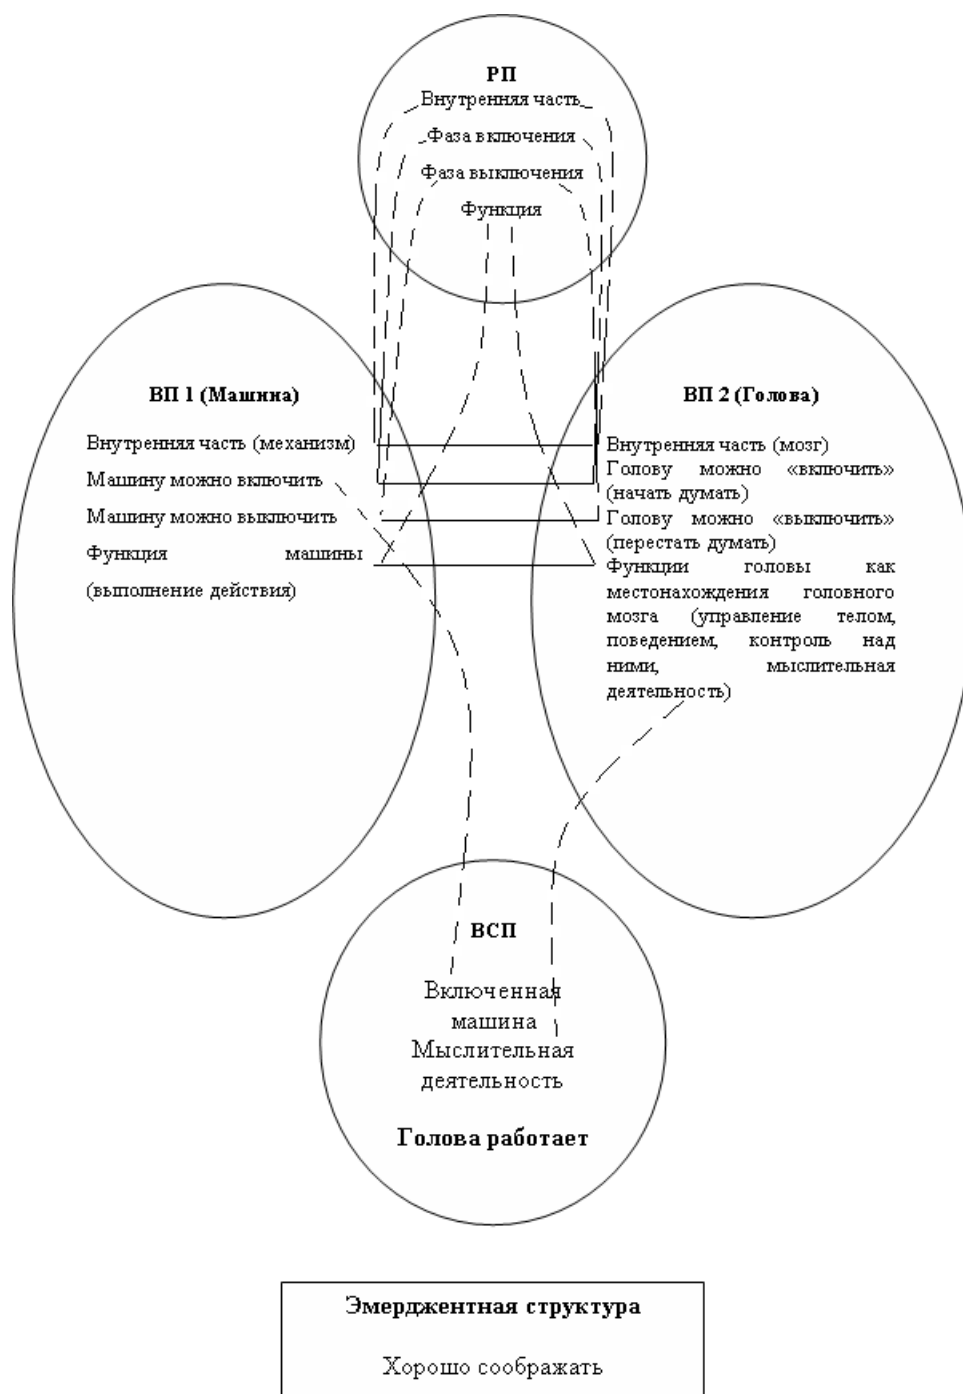 РП
Внутренняя часть
Фаза включения
Фаза выключения
Функция
ВП 1 (Машина)
Внутренняя часть (механизм)
Машину можно включить
Машину можно выключить
Функция машины
(выполнение действия)
ВП 2 (Голова)
Внутренняя часть (мозг)
Голову можно «включить»
(начать думать)
Голову можно «выключить»
(перестать думать)
Функции головы как
местонахождения головного
мозга (управление телом,
поведением, контроль над
ними, мыслительная
деятельность)
ВСП
Включенная
машина
Мыслительная
деятельность
Голова работает
Эмерджентная структура
Хорошо соображать